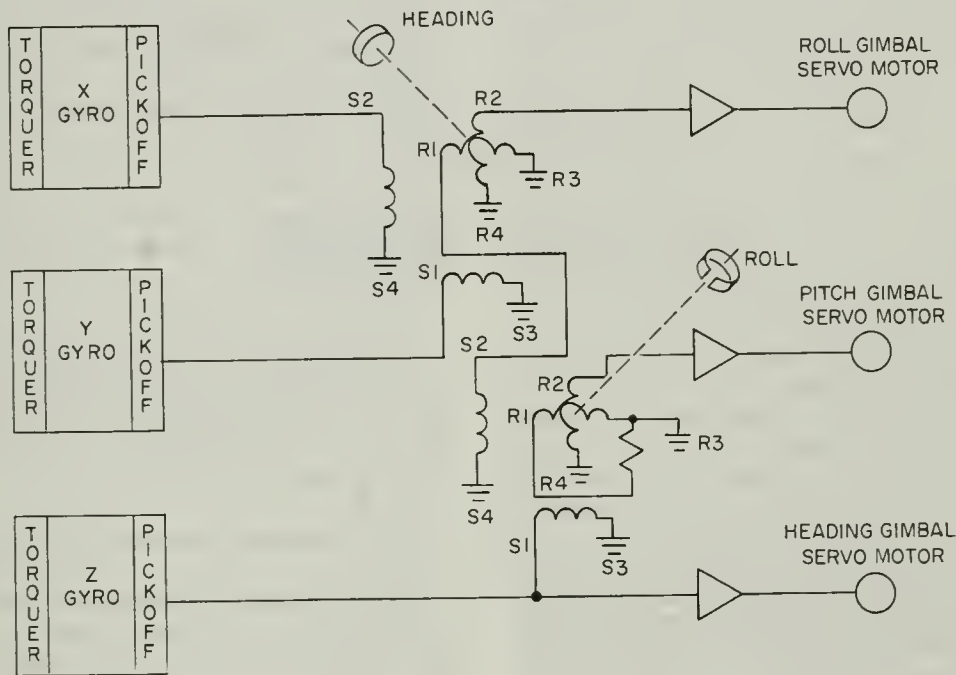 TORQUER
X
GYRO
PICKOFF
HEADING
S2
R2
R1
R3
R4
S4
ROLL GIMBAL
SERVO MOTOR
TORQUER
Y
GYRO
PICKOFF
S1
S3
S2
S4
ROLL
R2
R1
R3
R4
PITCH GIMBAL
SERVO MOTOR
TORQUER
Z
GYRO
PICKOFF
S1
S3
HEADING GIMBAL
SERVO MOTOR